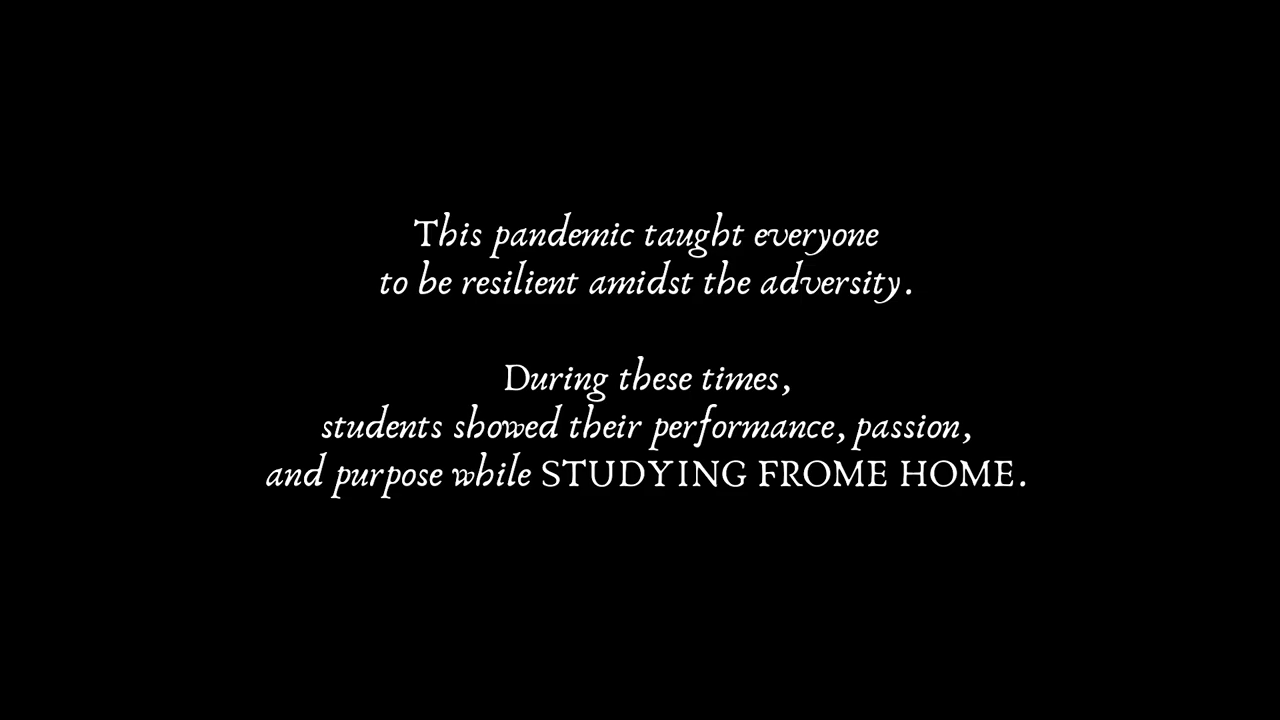 This pandemic taught everyone
to be resilient amidst the adversity.
During these times,
students showed their performance, passion,
and purpose while STUDYING FROME HOME.